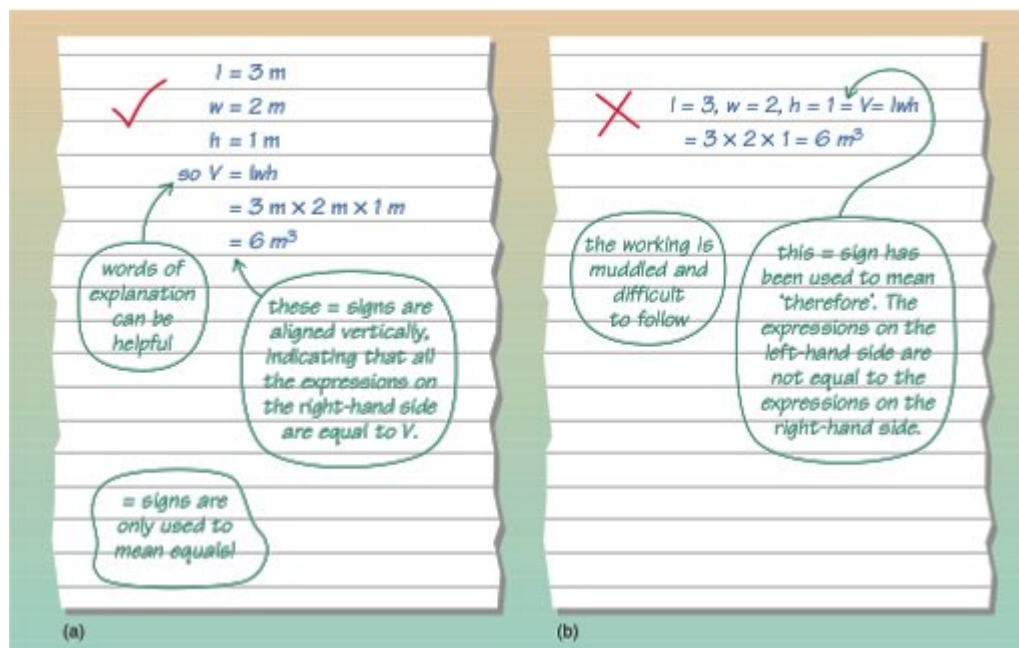 l = 3 m
w = 2 m
h = 1 m
so V = lwh
= 3 m × 2 m × 1 m
= 6 m³
words of
explanation
can be
helpful
these = signs are
aligned vertically,
indicating that all
the expressions on
the right-hand side
are equal to V.
= signs are
only used to
mean equals!
(a)
l = 3, w = 2, h = 1 = V= lwh
= 3 × 2 × 1 = 6 m³
the working is
muddled and
difficult
to follow
this = sign has
been used to mean
'therefore'. The
expressions on the
left-hand side are
not equal to the
expressions on the
right-hand side.
(b)